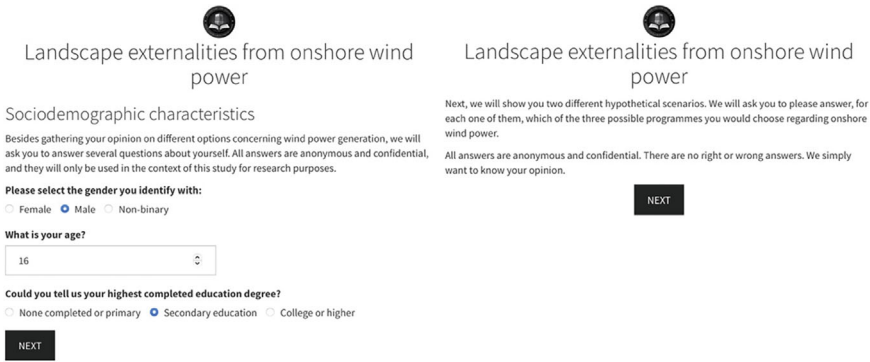 Landscape externalities from onshore wind
power
Sociodemographic characteristics
Besides gathering your opinion on different options concerning wind power generation, we will
ask you to answer several questions about yourself. All answers are anonymous and confidential,
and they will only be used in the context of this study for research purposes.
Please select the gender you identify with:
Female Male Non-binary
What is your age?
16
Could you tell us your highest completed education degree?
None completed or primary Secondary education College or higher
NEXT
Landscape externalities from onshore wind
power
Next, we will show you two different hypothetical scenarios. We will ask you to please answer, for
each one of them, which of the three possible programmes you would choose regarding onshore
wind power.
All answers are anonymous and confidential. There are no right or wrong answers. We simply
want to know your opinion.
NEXT